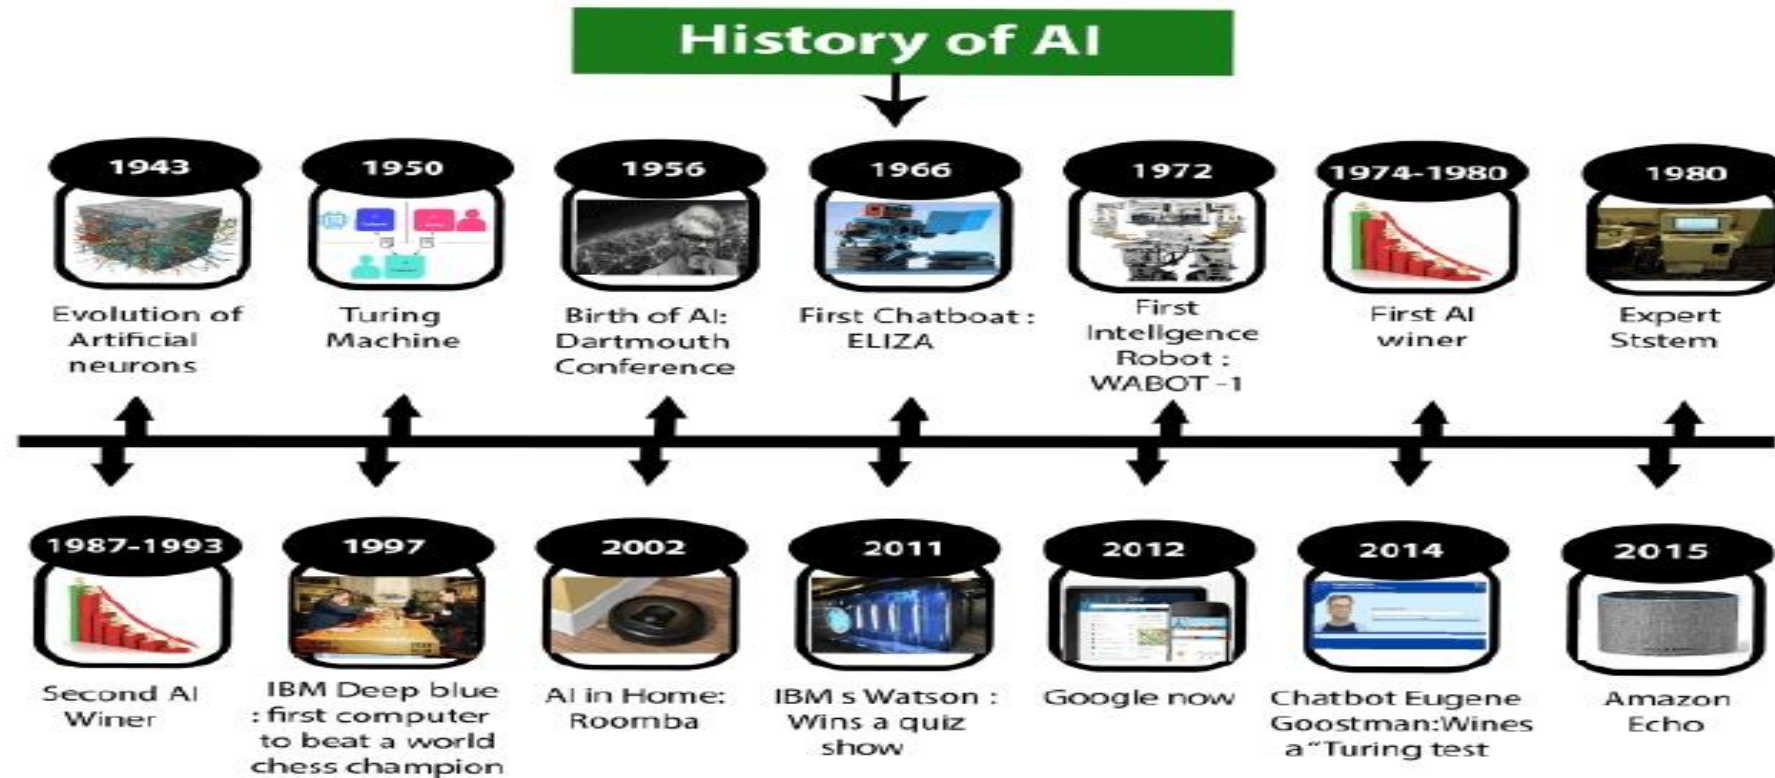 History of AI
1943
1950
1956
1966
1972
1974-1980
1980
Evolution of
Artificial
neurons
Turing
Machine
Birth of AI:
Dartmouth
Conference
First Chatboat :
ELIZA
First
Intellgence
Robot :
WABOT -1
First AI
winer
Expert
Ststem
1987-1993
1997
2002
2011
2012
2014
2015
Second AI
Winer
IBM Deep blue
: first computer
to beat a world
chess champion
AI in Home:
Roomba
IBM s Watson :
Wins a quiz
show
Google now
Chatbot Eugene
Goostman:Wines
a "Turing test
Amazon
Echo